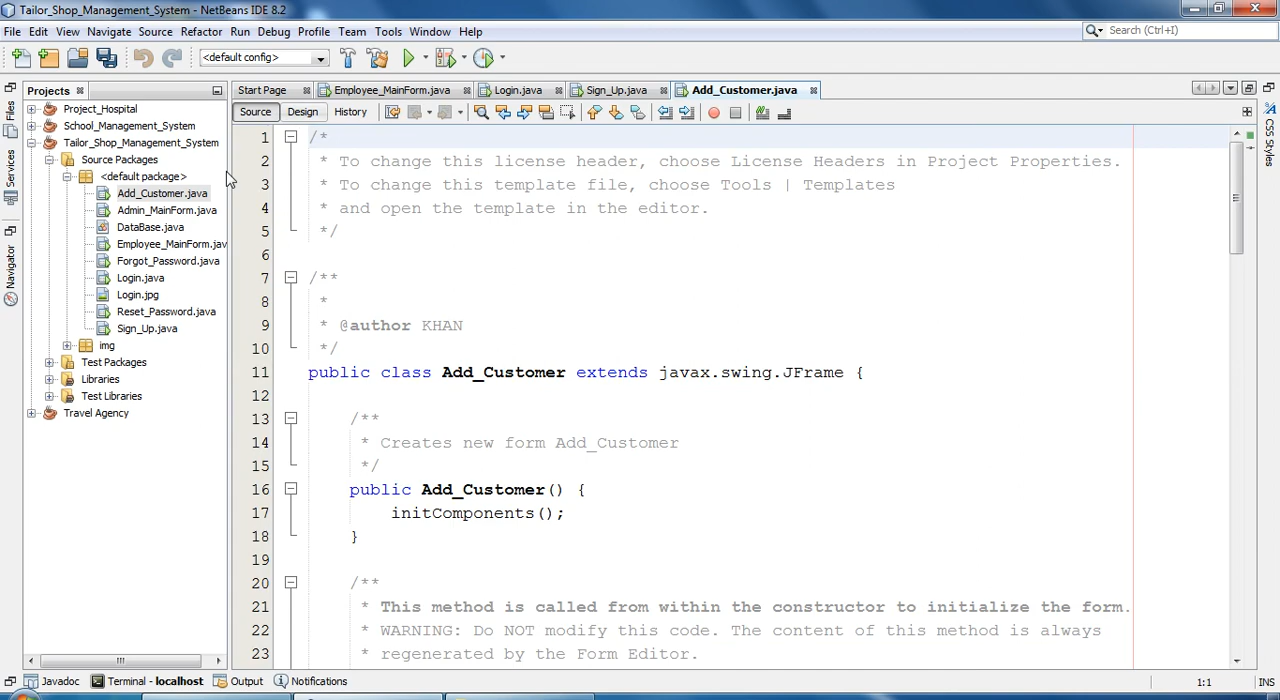 Tailor_Shop_Management_System - NetBeans IDE 8.2
File Edit View Navigate Source Refactor Run Debug Profile Team Tools Window Help
Search (Ctrl+I)
<default config>
Projects
Start Page
Employee_MainForm.java
Login.java
Sign_Up.java
Add_Customer.java
Source Design History
Files
Services
Navigator
CSS Styles
Project_Hospital
School_Management_System
Tailor_Shop_Management_System
Source Packages
<default package>
Add_Customer.java
Admin_MainForm.java
DataBase.java
Employee_MainForm.jav
Forgot_Password.java
Login.java
Login.jpg
Reset_Password.java
Sign_Up.java
img
Test Packages
Libraries
Test Libraries
Travel Agency
1 /*
2 * To change this license header, choose License Headers in Project Properties.
3 * To change this template file, choose Tools | Templates
4 * and open the template in the editor.
5 */
6
7 /**
8 *
9 * @author KHAN
10 */
11 public class Add_Customer extends javax.swing.JFrame {
12
13 /**
14 * Creates new form Add_Customer
15 */
16 public Add_Customer() {
17 initComponents();
18 }
19
20 /**
21 * This method is called from within the constructor to initialize the form.
22 * WARNING: Do NOT modify this code. The content of this method is always
23 * regenerated by the Form Editor.
Javadoc
Terminal - localhost
Output
Notifications
1:1
INS